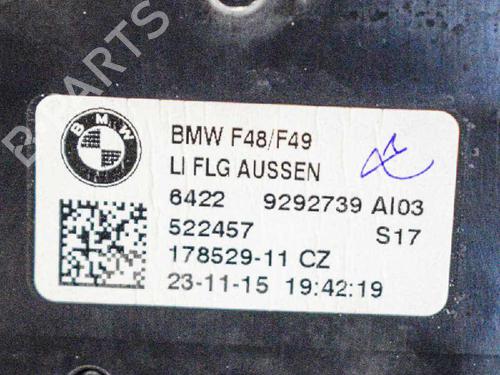 B PARTS
BMW
BMW F48/F49
LI FLG AUSSEN
6422 9292739 AI03
522457 S17
178529-11 CZ
23-11-15 19:42:19